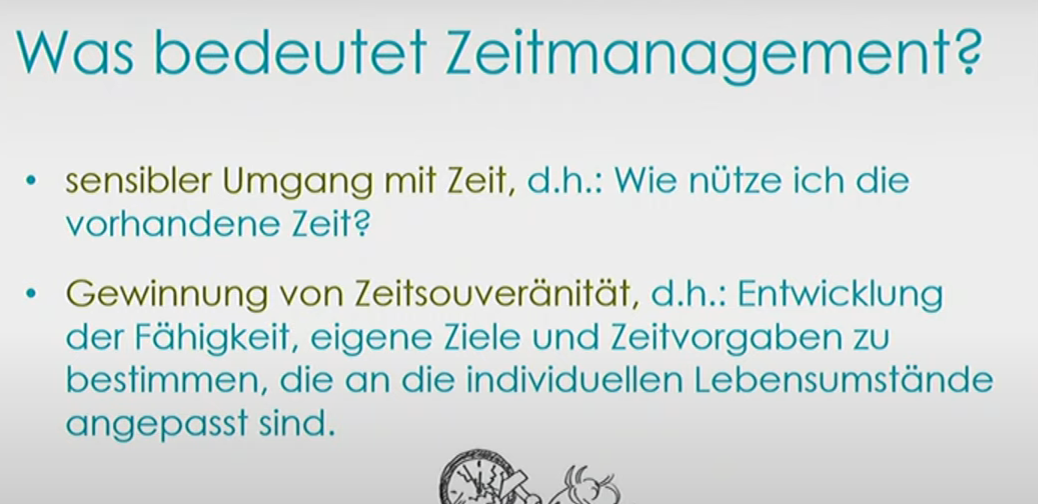 Was bedeutet Zeitmanagement?
• sensibler Umgang mit Zeit, d.h.: Wie nütze ich die
vorhandene Zeit?
• Gewinnung von Zeitsouveränität, d.h.: Entwicklung
der Fähigkeit, eigene Ziele und Zeitvorgaben zu
bestimmen, die an die individuellen Lebensumstände
angepasst sind.